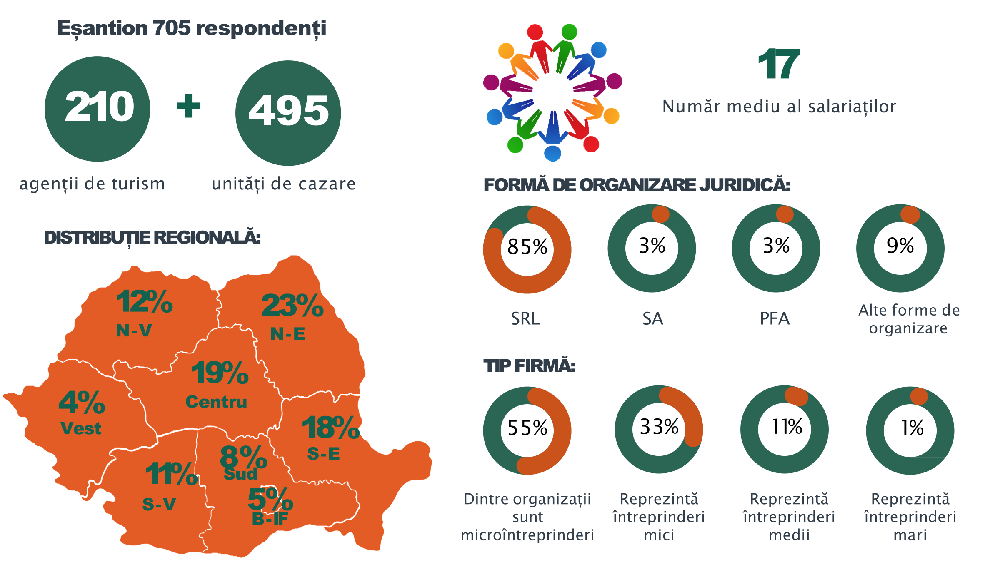 Eșantion 705 respondenți
210
+
495
agenții de turism
unități de cazare
DISTRIBUȚIE REGIONALĂ:
12%
N-V
23%
N-E
19%
Centru
4%
Vest
18%
S-E
8%
Sud
11%
S-V
5%
B-IF
17
Număr mediu al salariaților
FORMĂ DE ORGANIZARE JURIDICĂ:
85%
3%
3%
9%
SRL
SA
PFA
Alte forme de
organizare
TIP FIRMĂ:
55%
33%
11%
1%
Dintre organizații
sunt
microîntreprinderi
Reprezintă
întreprinderi
mici
Reprezintă
întreprinderi
medii
Reprezintă
întreprinderi
mari